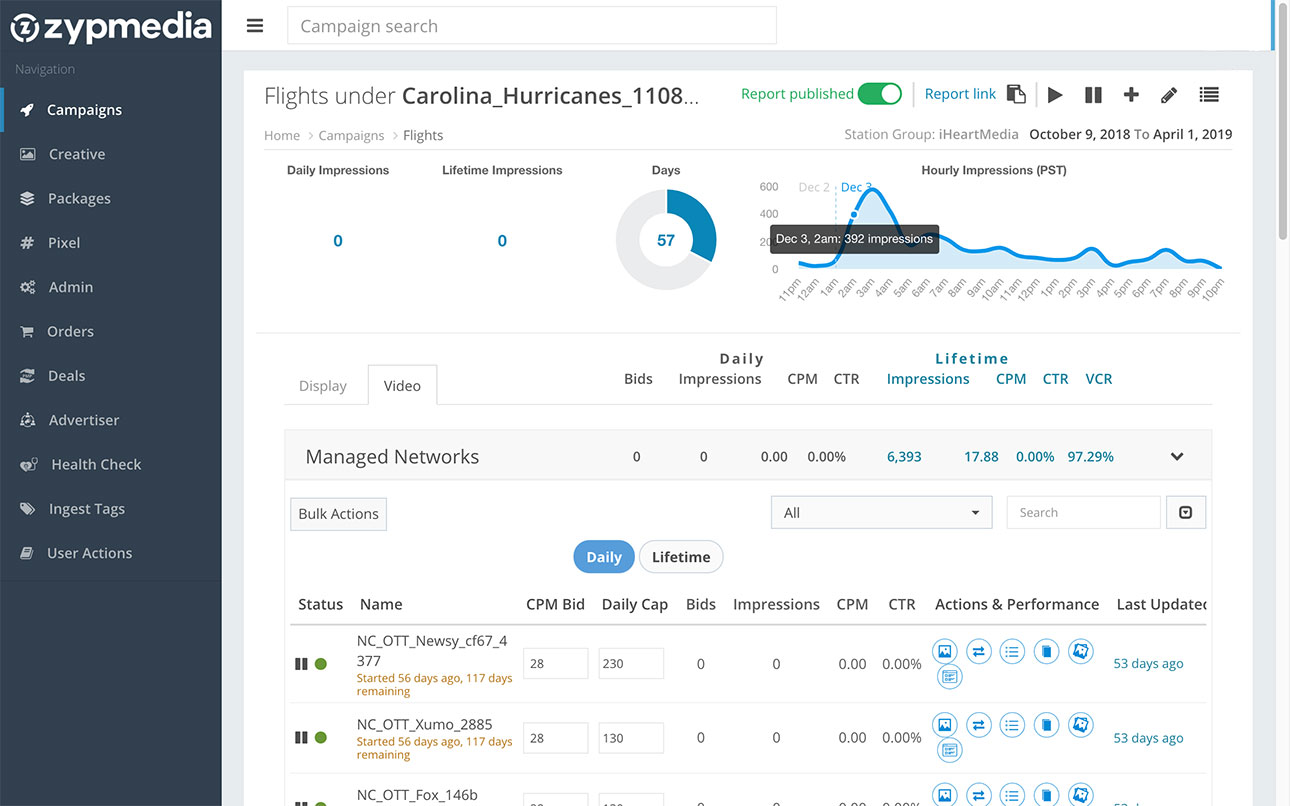 zypmedia
Campaign search
Navigation
Campaigns
Creative
Packages
Pixel
Admin
Orders
Deals
Advertiser
Health Check
Ingest Tags
User Actions
Flights under Carolina_Hurricanes_1108...
Report published
Report link
Home > Campaigns > Flights
Station Group: iHeartMedia October 9, 2018 To April 1, 2019
Daily Impressions
0
Lifetime Impressions
0
Days
57
Hourly Impressions (PST)
600
400
200
0
Dec 2
Dec 3
Dec 3, 2am: 392 impressions
11pm 12am 1am 2am 3am 4am 5am 6am 7am 8am 9am 10am 11am 12pm 1pm 2pm 3pm 4pm 5pm 6pm 7pm 8pm 9pm 10pm
Display
Video
Daily
Bids Impressions CPM CTR
Lifetime
Impressions CPM CTR VCR
Managed Networks 0 0 0.00 0.00% 6,393 17.88 0.00% 97.29%
Bulk Actions
All
Search
Daily
Lifetime
Status Name CPM Bid Daily Cap Bids Impressions CPM CTR Actions & Performance Last Updated
NC_OTT_Newsy_cf67_4
377
Started 56 days ago, 117 days
remaining
28 230 0 0 0.00 0.00% 53 days ago
NC_OTT_Xumo_2885
Started 56 days ago, 117 days
remaining
28 130 0 0 0.00 0.00% 53 days ago
NC_OTT_Fox_146b